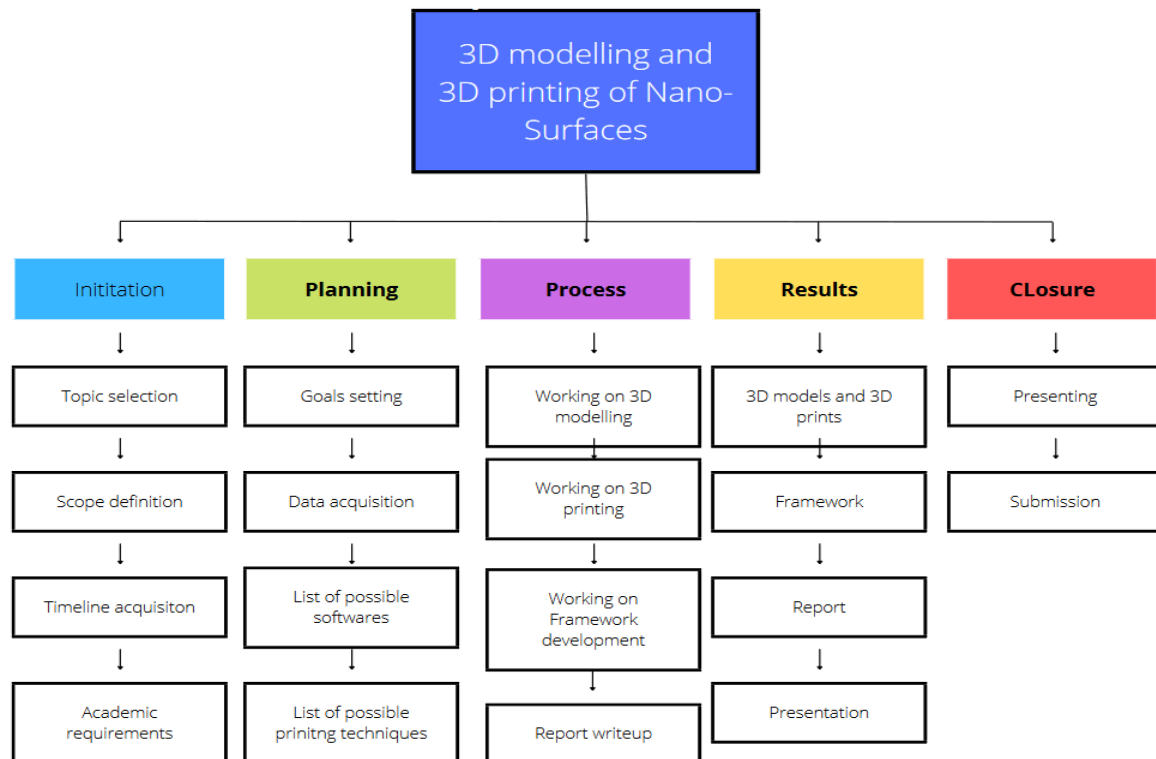 3D modelling and
3D printing of Nano-
Surfaces
Inititation
Planning
Process
Results
CLosure
Topic selection
Goals setting
Working on 3D
modelling
3D models and 3D
prints
Presenting
Scope definition
Data acquisition
Working on 3D
printing
Framework
Submission
Timeline acquisiton
List of possible
softwares
Working on
Framework
development
Report
Academic
requirements
List of possible
prinitng techniques
Report writeup
Presentation